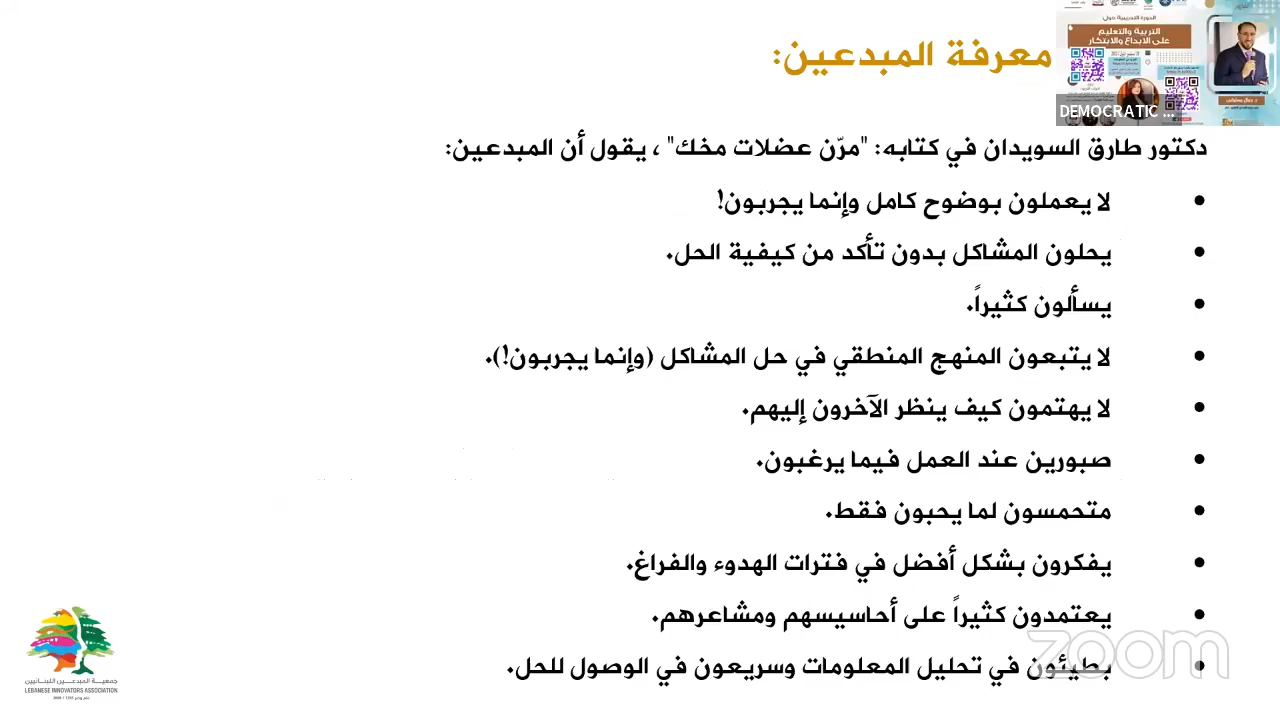 معرفة المبدعين:
الدورة التدريبية حول
التربية والتعليم
على الابداع والابتكار
DEMOCRATIC ...
دكتور طارق السويدان في كتابه: "مرّن عضلات مخك" ، يقول أن المبدعين:
• لا يعملون بوضوح كامل وإنما يجربون!
• يحلون المشاكل بدون تأكد من كيفية الحل.
• يسألون كثيراً.
• لا يتبعون المنهج المنطقي في حل المشاكل (وإنما يجربون!).
• لا يهتمون كيف ينظر الآخرون إليهم.
• صبورين عند العمل فيما يرغبون.
• متحمسون لما يحبون فقط.
• يفكرون بشكل أفضل في فترات الهدوء والفراغ.
• يعتمدون كثيراً على أحاسيسهم ومشاعرهم.
• بطيئون في تحليل المعلومات وسريعون في الوصول للحل.
zoom
جمعية المبدعين اللبنانيين
LEBANESE INNOVATORS ASSOCIATION